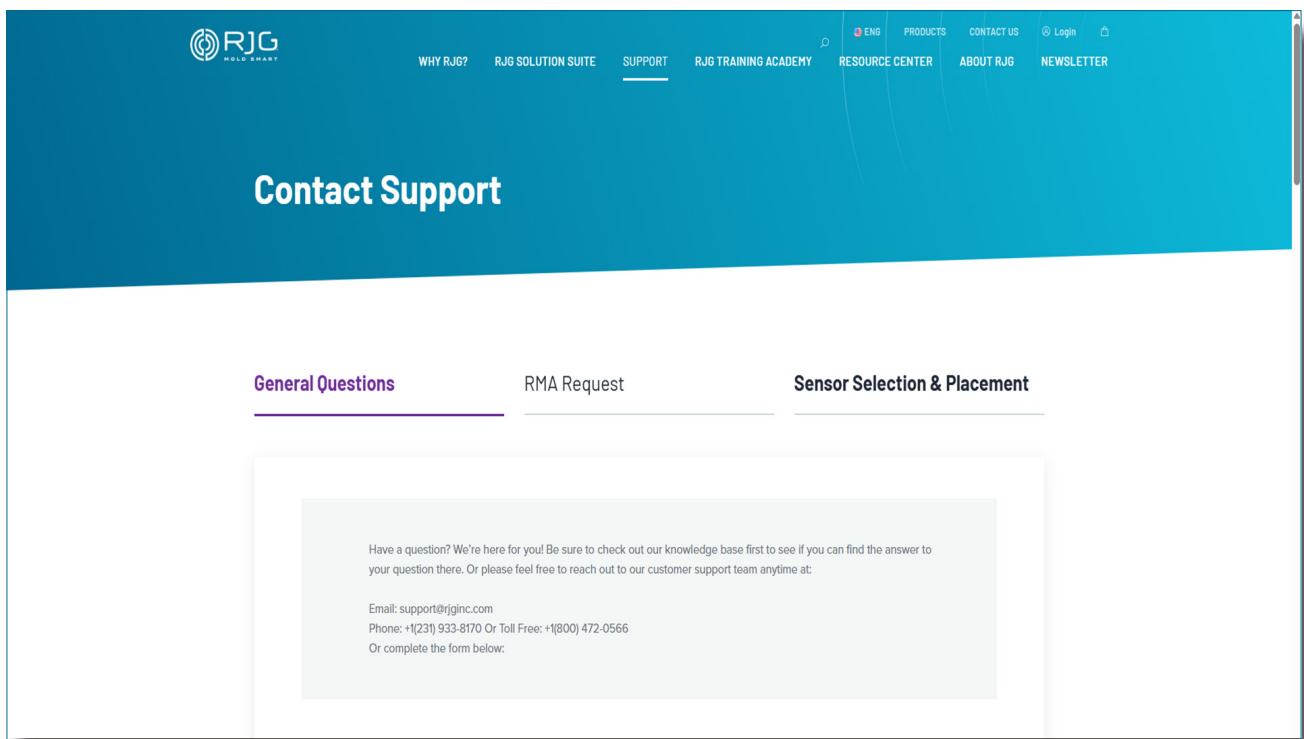 RJG
MOLD SMART
ENG PRODUCTS CONTACT US Login
WHY RJG? RJG SOLUTION SUITE SUPPORT RJG TRAINING ACADEMY RESOURCE CENTER ABOUT RJG NEWSLETTER
Contact Support
General Questions RMA Request Sensor Selection & Placement
Have a question? We're here for you! Be sure to check out our knowledge base first to see if you can find the answer to
your question there. Or please feel free to reach out to our customer support team anytime at:
Email: support@rjginc.com
Phone: +1(231) 933-8170 Or Toll Free: +1(800) 472-0566
Or complete the form below: